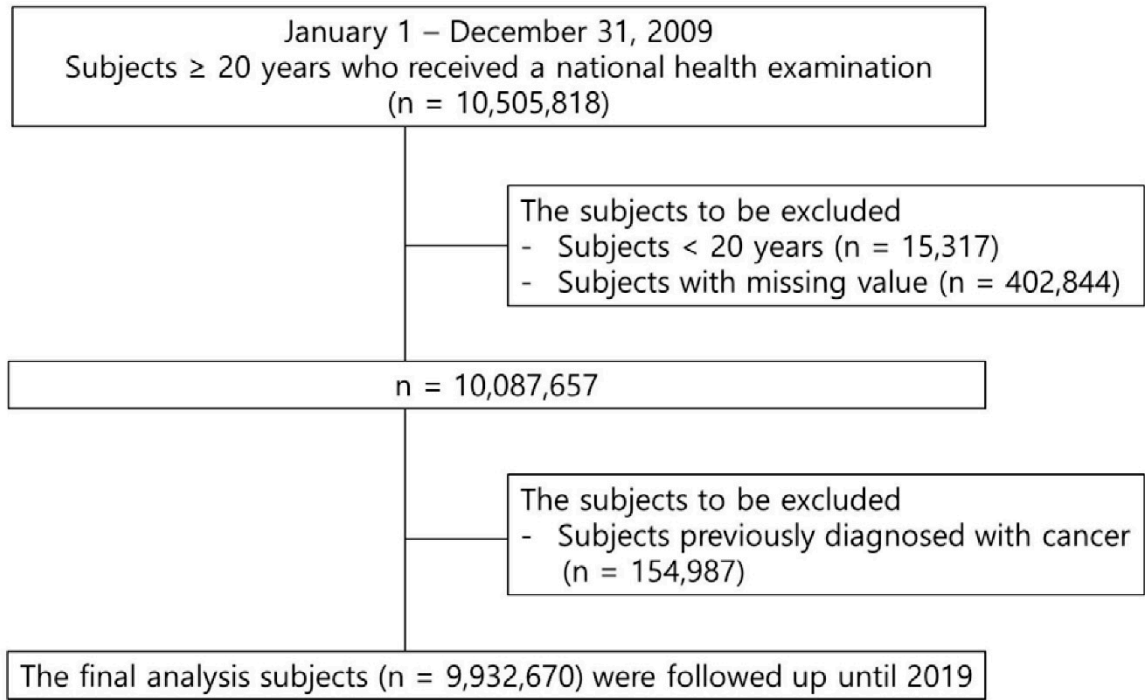 January 1 – December 31, 2009
Subjects ≥ 20 years who received a national health examination
(n = 10,505,818)
The subjects to be excluded
- Subjects < 20 years (n = 15,317)
- Subjects with missing value (n = 402,844)
n = 10,087,657
The subjects to be excluded
- Subjects previously diagnosed with cancer
(n = 154,987)
The final analysis subjects (n = 9,932,670) were followed up until 2019